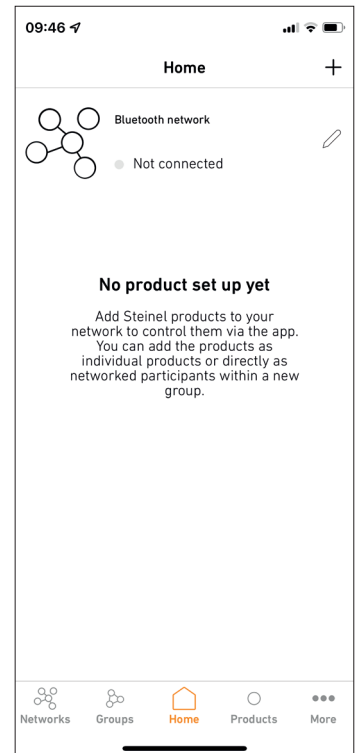 09:46
Home
Bluetooth network
Not connected
No product set up yet
Add Steinel products to your
network to control them via the app.
You can add the products as
individual products or directly as
networked participants within a new
group.
Networks Groups Home Products More